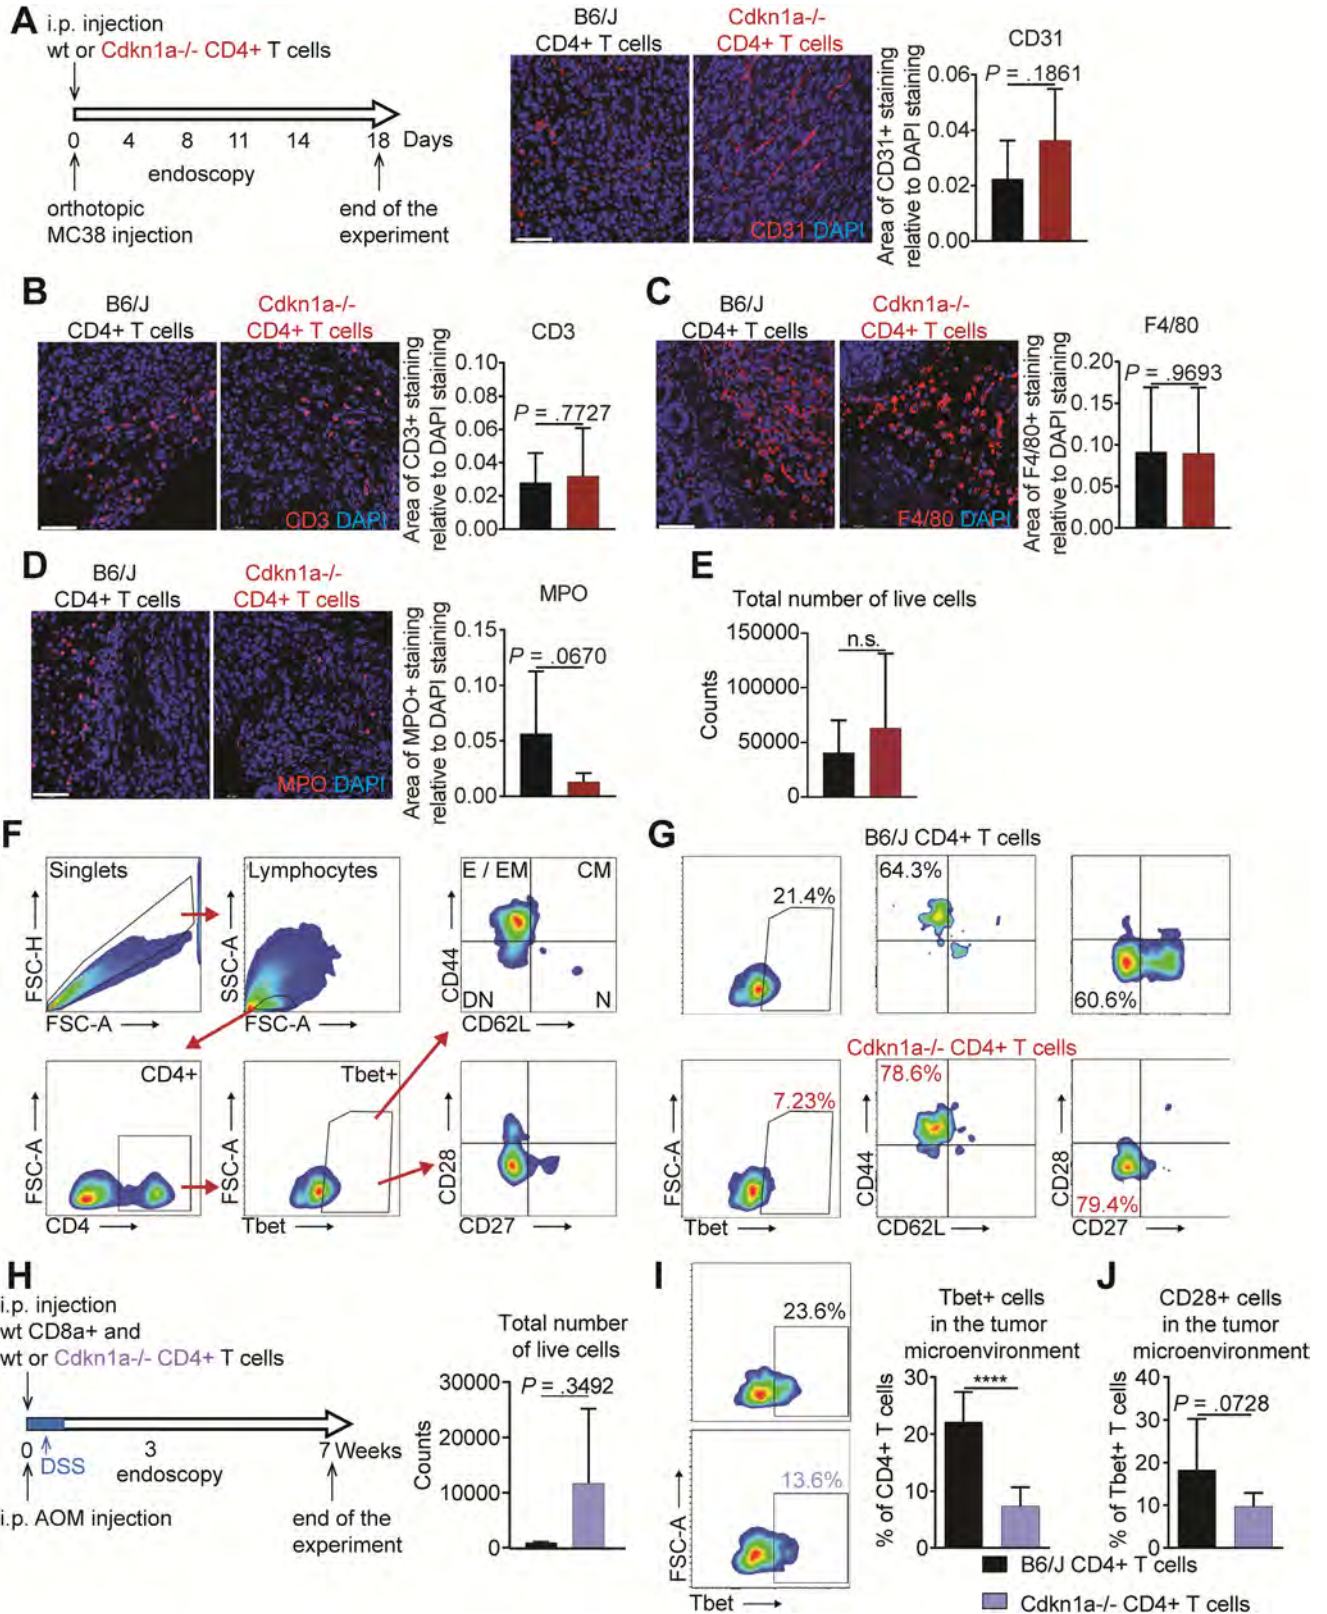 A
i.p. injection
wt or Cdkn1a-/- CD4+ T cells
0 4 8 11 14 18 Days
endoscopy
orthotopic
MC38 injection
end of the
experiment
B6/J
CD4+ T cells
Cdkn1a-/-
CD4+ T cells
CD31 DAPI
Area of CD31+ staining
relative to DAPI staining
CD31
P = .1861
0.06
0.04
0.02
0.00
B
B6/J
CD4+ T cells
Cdkn1a-/-
CD4+ T cells
CD3 DAPI
Area of CD3+ staining
relative to DAPI staining
CD3
P = .7727
0.10
0.08
0.06
0.04
0.02
0.00
C
B6/J
CD4+ T cells
Cdkn1a-/-
CD4+ T cells
F4/80 DAPI
Area of F4/80+ staining
relative to DAPI staining
F4/80
P = .9693
0.20
0.15
0.10
0.05
0.00
D
B6/J
CD4+ T cells
Cdkn1a-/-
CD4+ T cells
MPO DAPI
Area of MPO+ staining
relative to DAPI staining
MPO
P = .0670
0.15
0.10
0.05
0.00
E
Total number of live cells
n.s.
Counts
150000
100000
50000
0
F
Singlets
FSC-H
FSC-A
Lymphocytes
SSC-A
FSC-A
E / EM CM
DN N
CD44
CD62L
CD4+
FSC-A
CD4
Tbet+
FSC-A
Tbet
CD28
CD27
G
B6/J CD4+ T cells
21.4%
64.3%
60.6%
Cdkn1a-/- CD4+ T cells
7.23%
FSC-A
Tbet
78.6%
CD44
CD62L
79.4%
CD28
CD27
H
i.p. injection
wt CD8a+ and
wt or Cdkn1a-/- CD4+ T cells
0 3 7 Weeks
DSS
endoscopy
i.p. AOM injection
end of the
experiment
Total number
of live cells
P = .3492
Counts
30000
20000
10000
0
I
23.6%
13.6%
FSC-A
Tbet
Tbet+ cells
in the tumor
microenvironment
****
% of CD4+ T cells
30
20
10
0
J
CD28+ cells
in the tumor
microenvironment
P = .0728
% of Tbet+ T cells
40
30
20
10
0
B6/J CD4+ T cells
Cdkn1a-/- CD4+ T cells